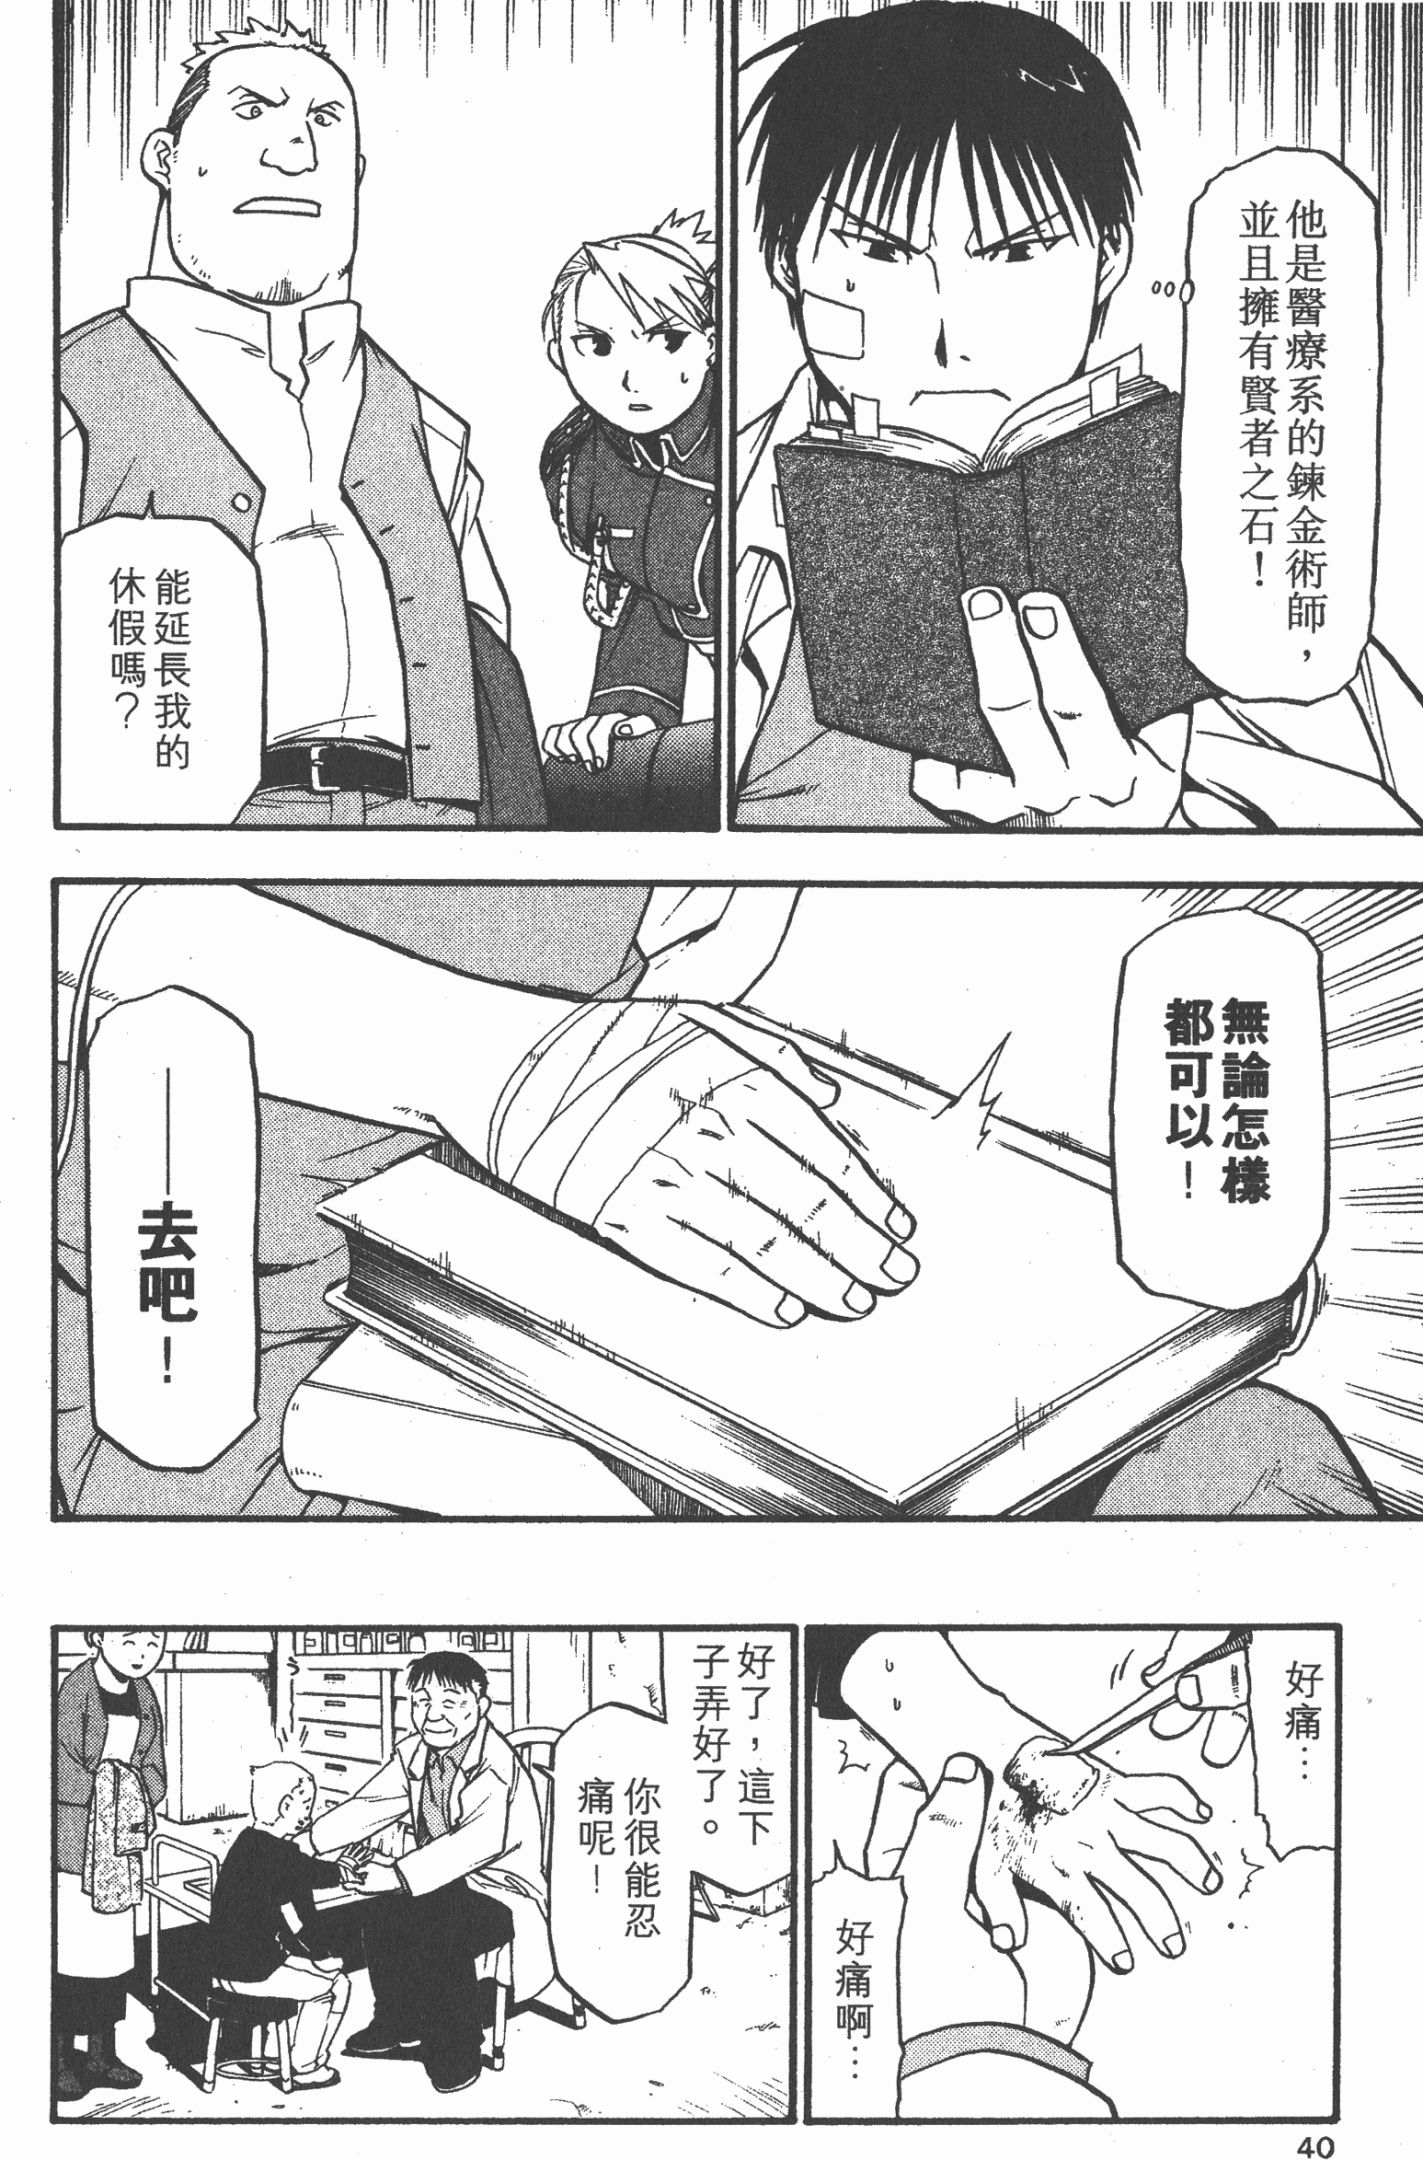 他是醫療系的鍊金術師，
並且擁有賢者之石！
能延長我的
休假嗎？
無論怎樣
都可以！
——去吧！
好痛…
好痛啊…
好了，這下
子弄好了。
你很能忍
痛呢！
40